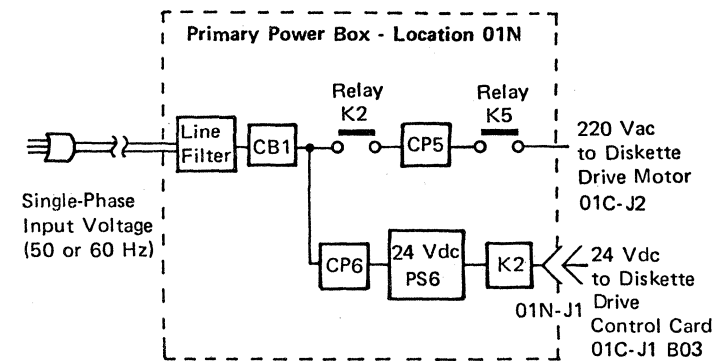 Primary Power Box - Location 01N
Relay
K2
Relay
K5
Line
Filter
CB1
CP5
220 Vac
to Diskette
Drive Motor
01C-J2
Single-Phase
Input Voltage
(50 or 60 Hz)
CP6
24 Vdc
PS6
K2
01N-J1
24 Vdc
to Diskette
Drive
Control Card
01C-J1 B03